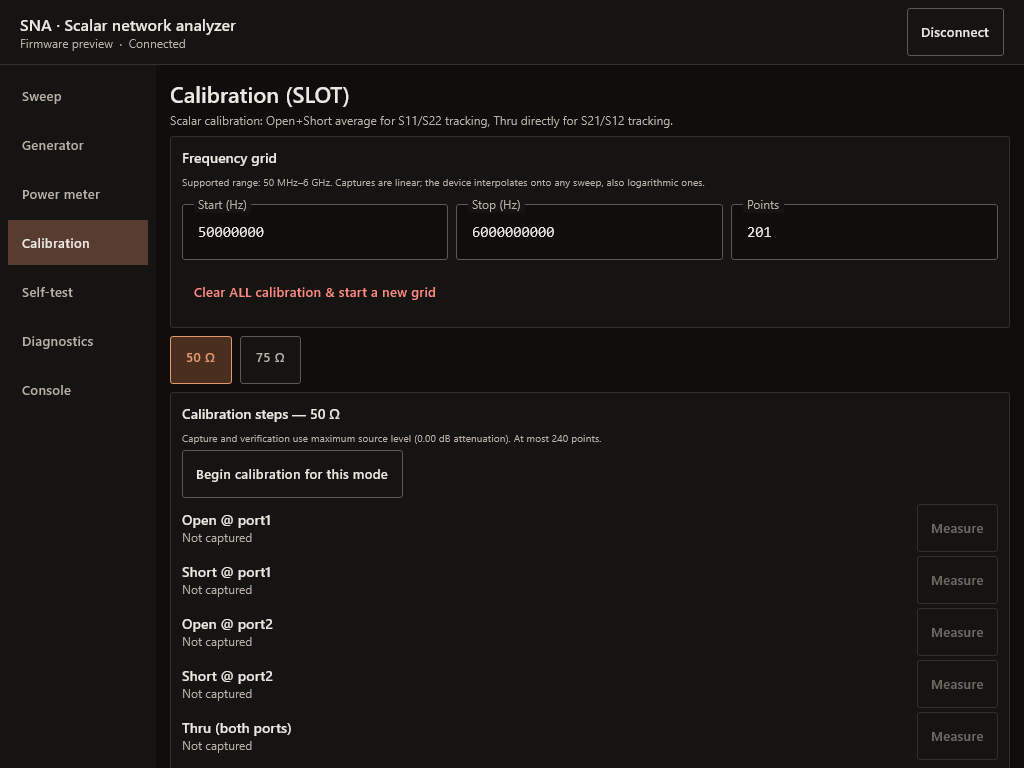 SNA · Scalar network analyzer
Firmware preview · Connected
Disconnect
Sweep
Generator
Power meter
Calibration
Self-test
Diagnostics
Console
Calibration (SLOT)
Scalar calibration: Open+Short average for S11/S22 tracking, Thru directly for S21/S12 tracking.
Frequency grid
Supported range: 50 MHz–6 GHz. Captures are linear; the device interpolates onto any sweep, also logarithmic ones.
Start (Hz)
50000000
Stop (Hz)
6000000000
Points
201
Clear ALL calibration & start a new grid
50 Ω
75 Ω
Calibration steps — 50 Ω
Capture and verification use maximum source level (0.00 dB attenuation). At most 240 points.
Begin calibration for this mode
Open @ port1
Not captured
Measure
Short @ port1
Not captured
Measure
Open @ port2
Not captured
Measure
Short @ port2
Not captured
Measure
Thru (both ports)
Not captured
Measure